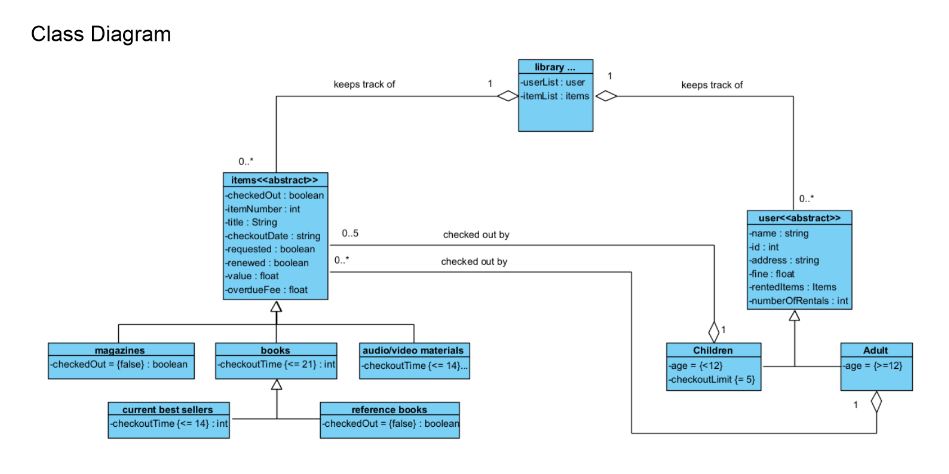 Class Diagram
library ...
-userList : user
-itemList : items
1
1
keeps track of
keeps track of
0..*
0..*
items<<abstract>>
-checkedOut : boolean
-itemNumber : int
-title : String
-checkoutDate : string
-requested : boolean
-renewed : boolean
-value : float
-overdueFee : float
user<<abstract>>
-name : string
-id : int
-address : string
-fine : float
-rentedItems : Items
-numberOfRentals : int
0..5
checked out by
0..*
checked out by
1
magazines
-checkedOut = {false} : boolean
books
-checkoutTime {<= 21} : int
audio/video materials
-checkoutTime {<= 14}...
Children
-age = {<12}
-checkoutLimit {= 5}
Adult
-age = {>=12}
1
current best sellers
-checkoutTime {<= 14} : int
reference books
-checkedOut = {false} : boolean